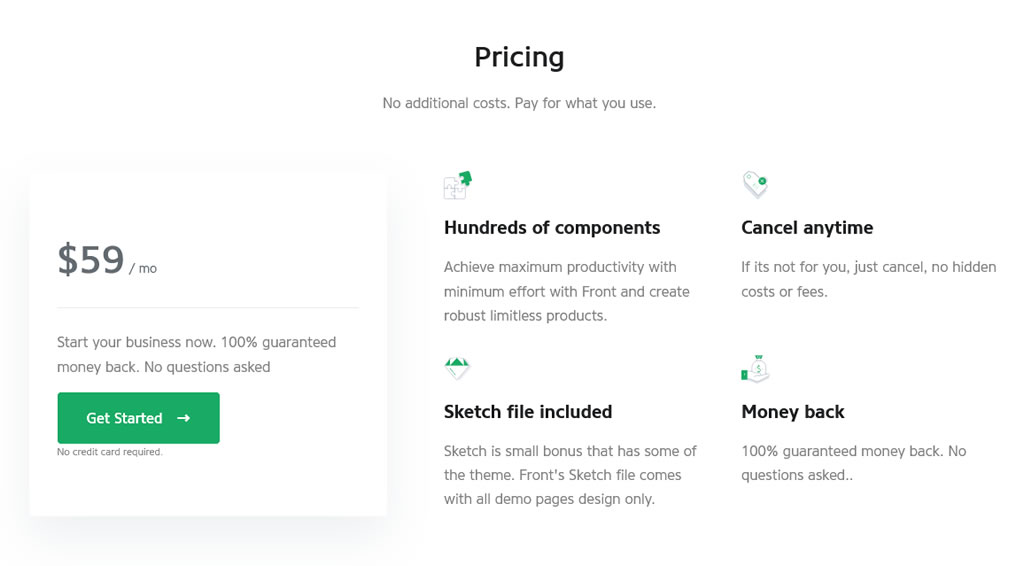 Pricing
No additional costs. Pay for what you use.
$59 / mo
Start your business now. 100% guaranteed
money back. No questions asked
Get Started →
No credit card required.
Hundreds of components
Achieve maximum productivity with
minimum effort with Front and create
robust limitless products.
Cancel anytime
If its not for you, just cancel, no hidden
costs or fees.
Sketch file included
Sketch is small bonus that has some of
the theme. Front's Sketch file comes
with all demo pages design only.
Money back
100% guaranteed money back. No
questions asked..